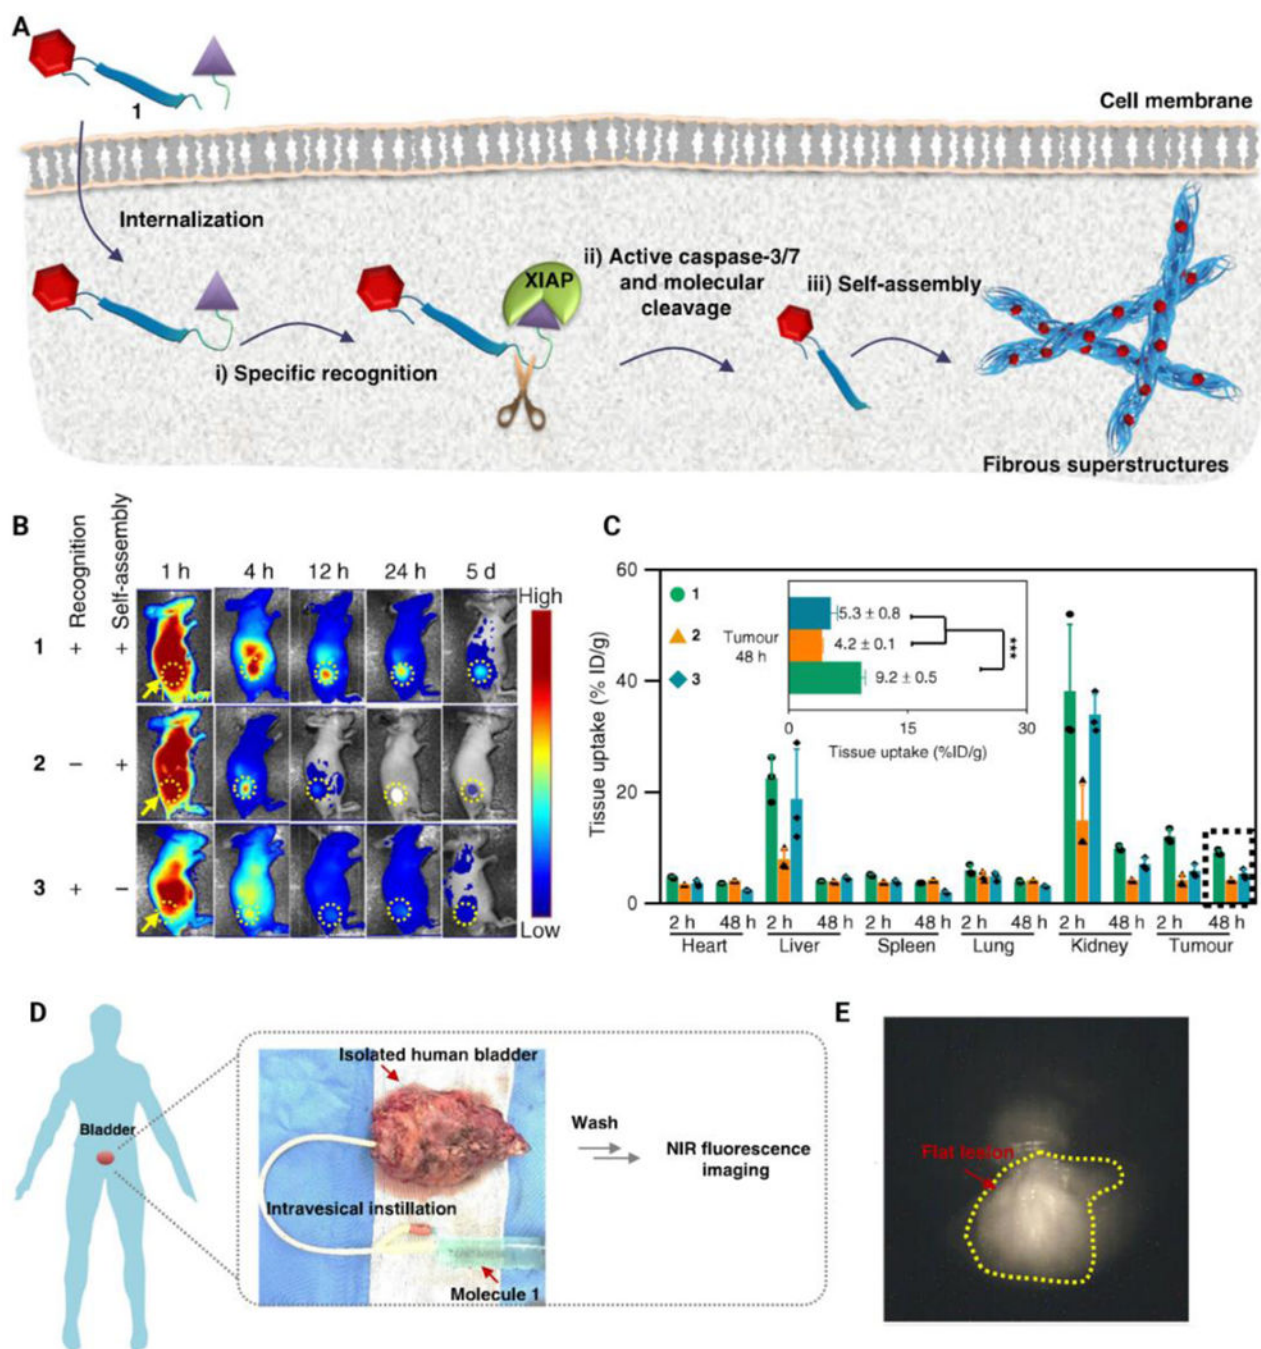 A
1
Cell membrane
Internalization
XIAP
i) Specific recognition
ii) Active caspase-3/7
and molecular
cleavage
iii) Self-assembly
Fibrous superstructures
B
Recognition
Self-assembly
1 h
4 h
12 h
24 h
5 d
High
1 + +
2 − +
3 + −
Low
C
60
40
20
0
Tissue uptake (% ID/g)
1
2
3
Tumour
48 h
5.3 ± 0.8
4.2 ± 0.1
9.2 ± 0.5
***
0 15 30
Tissue uptake (%ID/g)
2 h 48 h 2 h 48 h 2 h 48 h 2 h 48 h 2 h 48 h 2 h 48 h
Heart Liver Spleen Lung Kidney Tumour
D
Bladder
Isolated human bladder
Intravesical instillation
Molecule 1
Wash
NIR fluorescence
imaging
E
Flat lesion